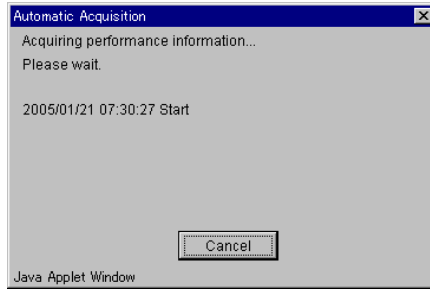 Automatic Acquisition
Acquiring performance information...
Please wait.
2005/01/21 07:30:27 Start
Cancel
Java Applet Window